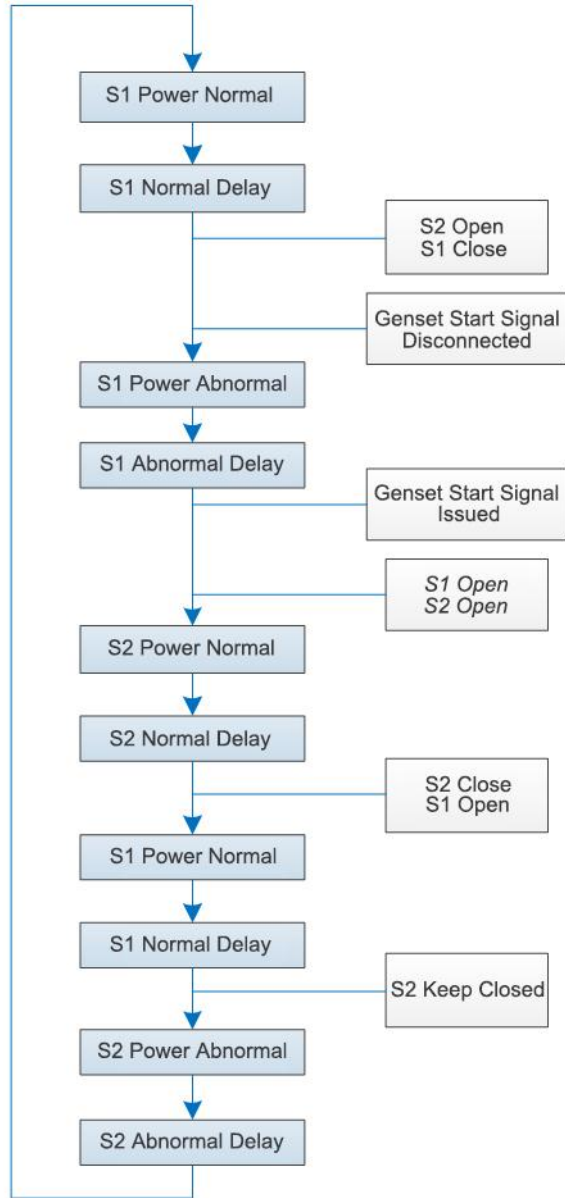 S1 Power Normal
S1 Normal Delay
S2 Open
S1 Close
Genset Start Signal
Disconnected
S1 Power Abnormal
S1 Abnormal Delay
Genset Start Signal
Issued
S1 Open
S2 Open
S2 Power Normal
S2 Normal Delay
S2 Close
S1 Open
S1 Power Normal
S1 Normal Delay
S2 Keep Closed
S2 Power Abnormal
S2 Abnormal Delay